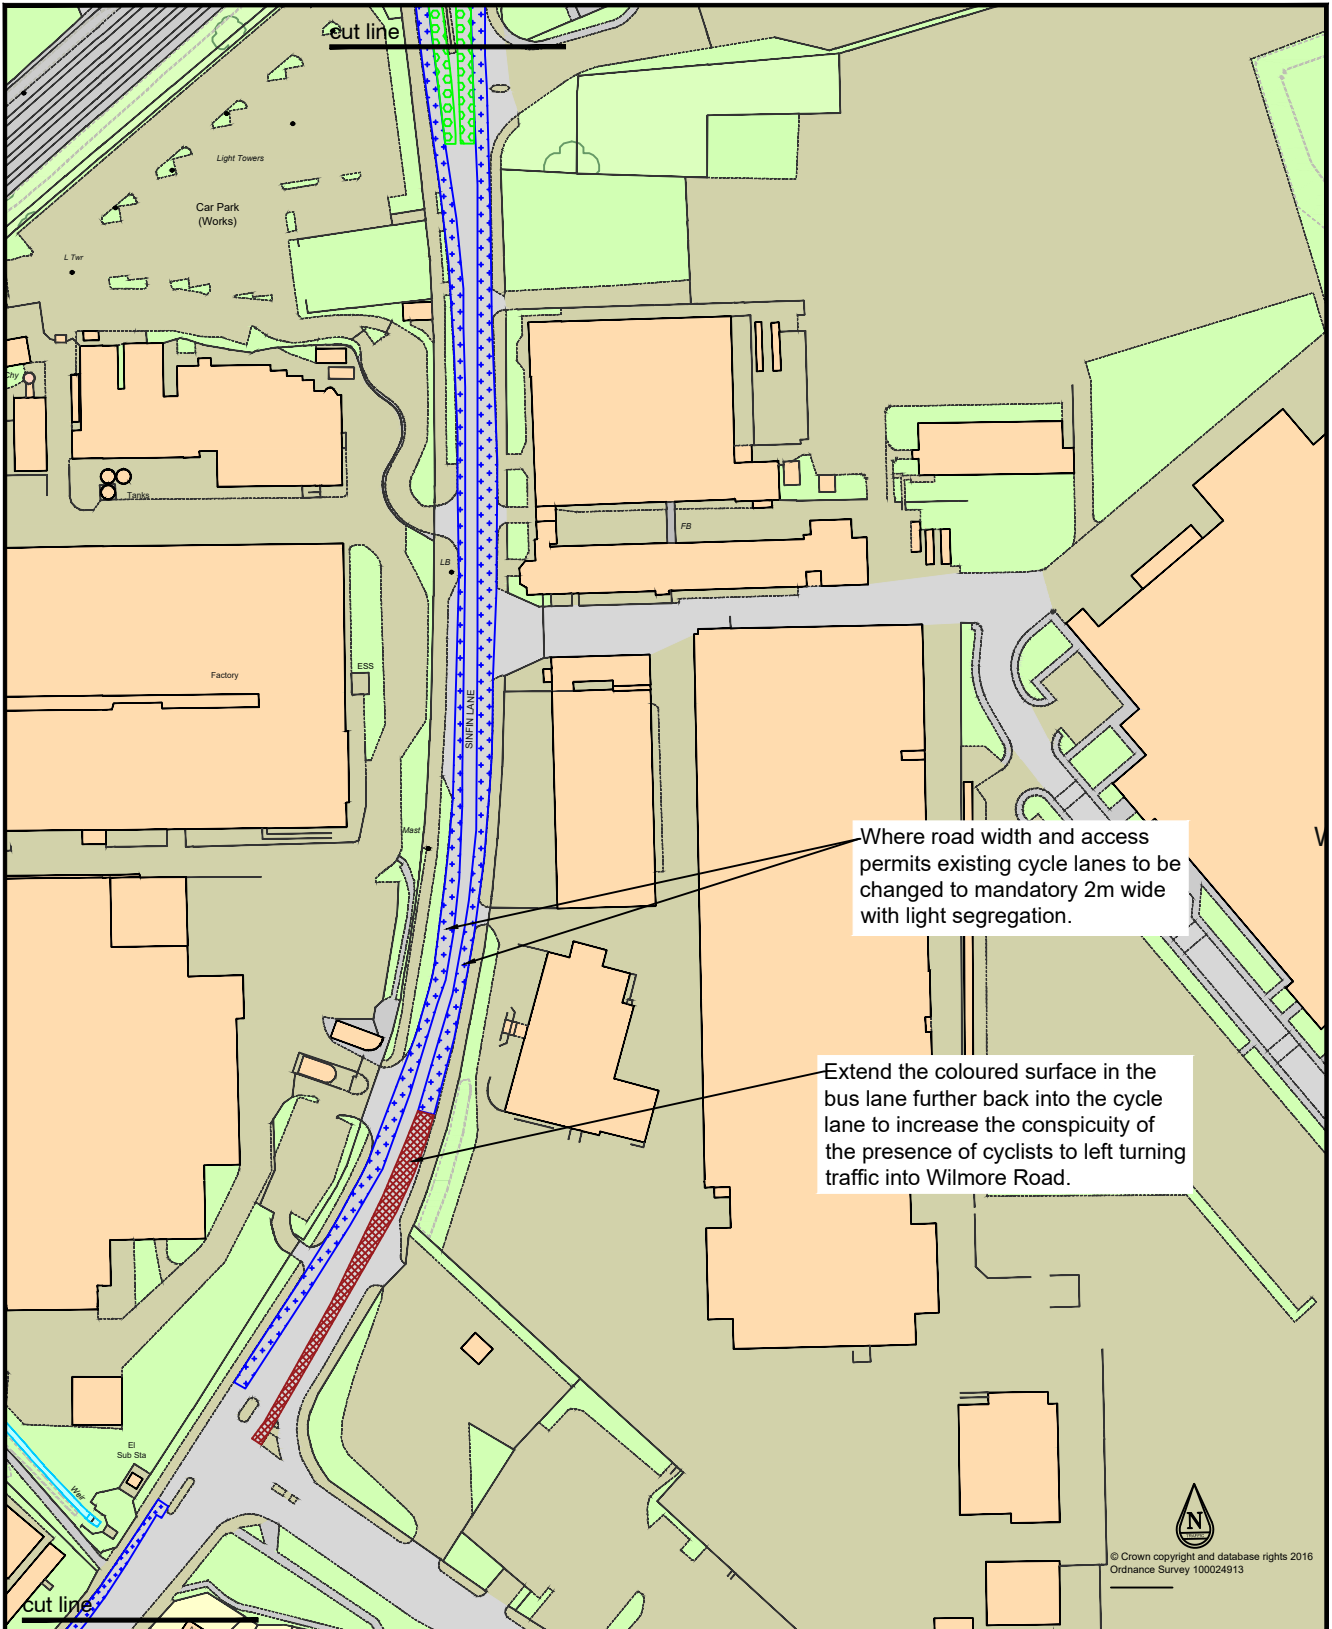 cut line
Light Towers
Car Park
(Works)
L Twr
Chy
Tanks
FB
LB
ESS
Factory
SINFIN LANE
Mast
Where road width and access
permits existing cycle lanes to be
changed to mandatory 2m wide
with light segregation.
W
Extend the coloured surface in the
bus lane further back into the cycle
lane to increase the conspicuity of
the presence of cyclists to left turning
traffic into Wilmore Road.
El
Sub Sta
Weir
N
© Crown copyright and database rights 2016
Ordnance Survey 100024913
cut line